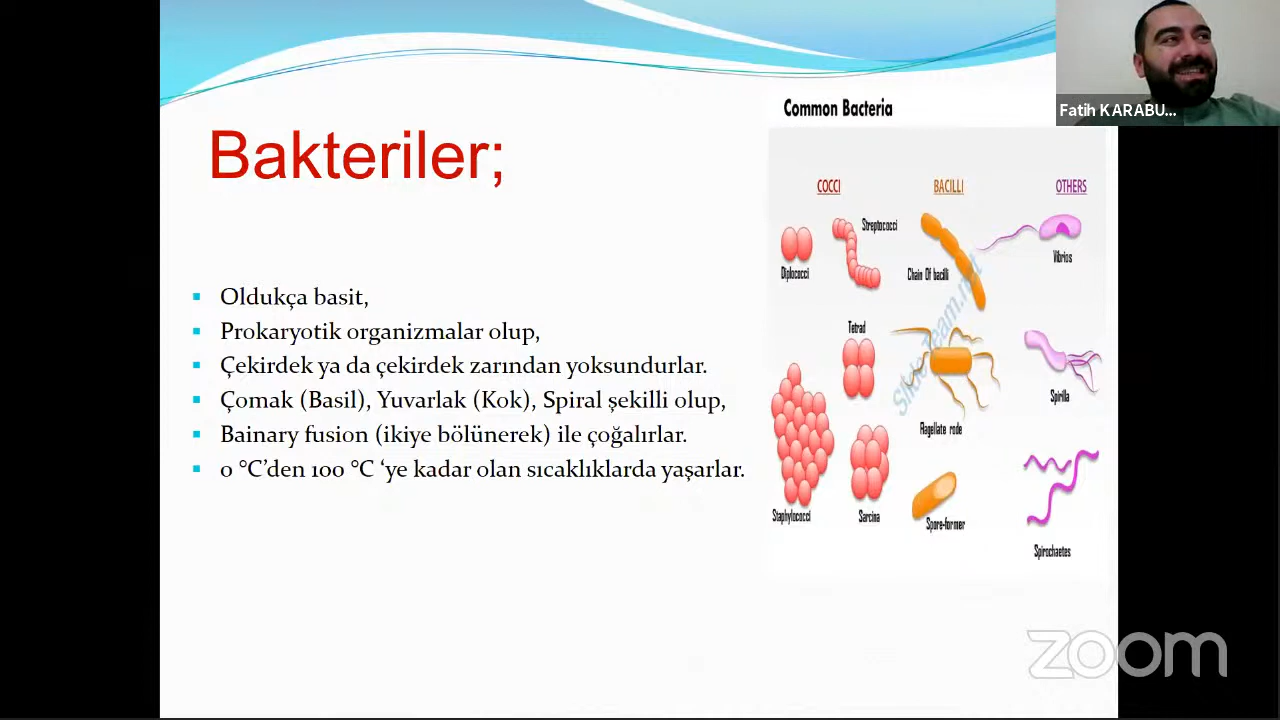 Fatih KARABU...
Common Bacteria
Bakteriler;
COCCI
BACILLI
OTHERS
Streptococci
Diplococci
Chain Of bacilli
Vibrios
Tetrad
Spirilla
Flagellate rods
Staphylococci
Sarcina
Spore-former
Spirochaetes
Oldukça basit,
Prokaryotik organizmalar olup,
Çekirdek ya da çekirdek zarından yoksundurlar.
Çomak (Basil), Yuvarlak (Kok), Spiral şekilli olup,
Bainary fusion (ikiye bölünerek) ile çoğalırlar.
0 °C’den 100 °C ‘ye kadar olan sıcaklıklarda yaşarlar.
zoom